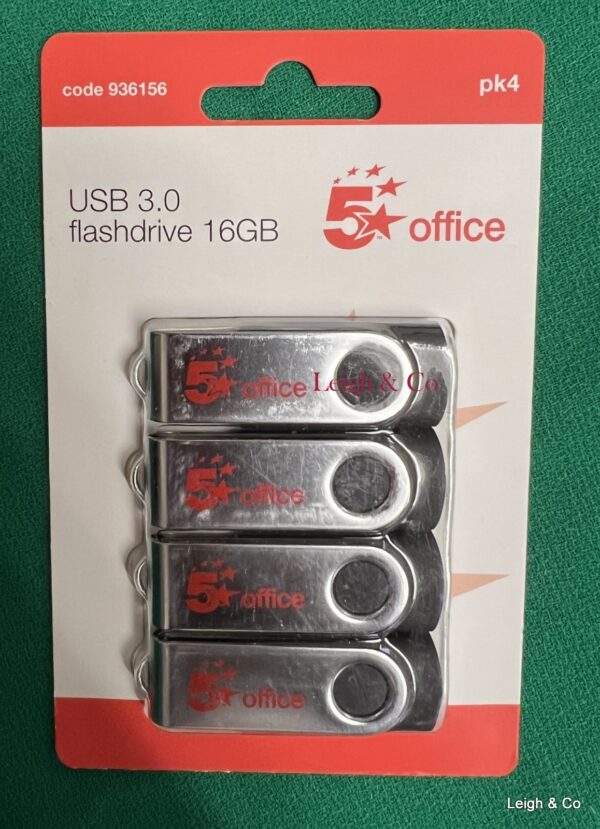 code 936156
pk4
USB 3.0
flashdrive 16GB
5 office
™
5 office Leigh & Co
5 office
5 office
5 office
Leigh & Co